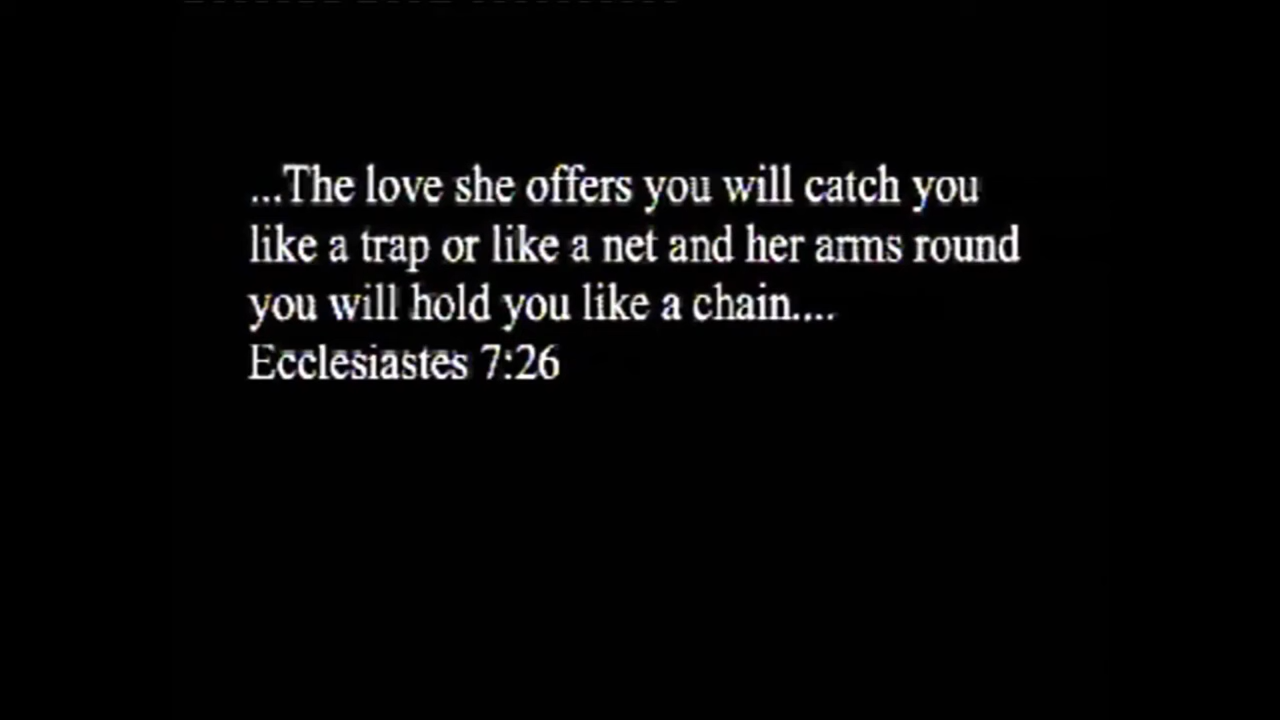 ...The love she offers you will catch you
like a trap or like a net and her arms round
you will hold you like a chain....
Ecclesiastes 7:26